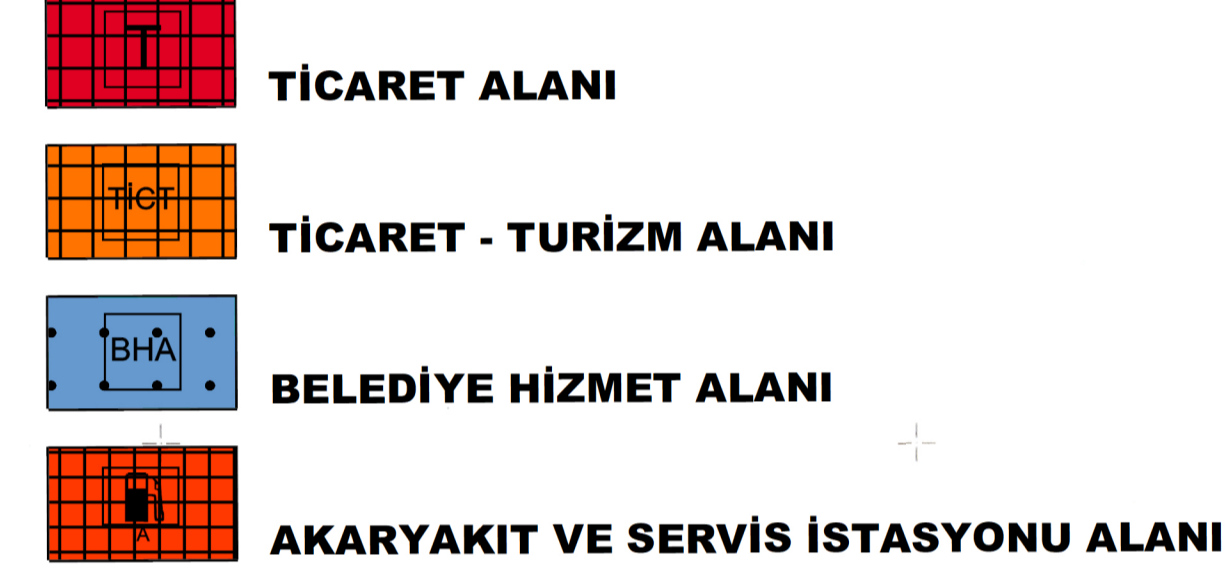 T
TİCARET ALANI
TİCT
TİCARET - TURİZM ALANI
BHA
BELEDİYE HİZMET ALANI
A
AKARYAKIT VE SERVİS İSTASYONU ALANI